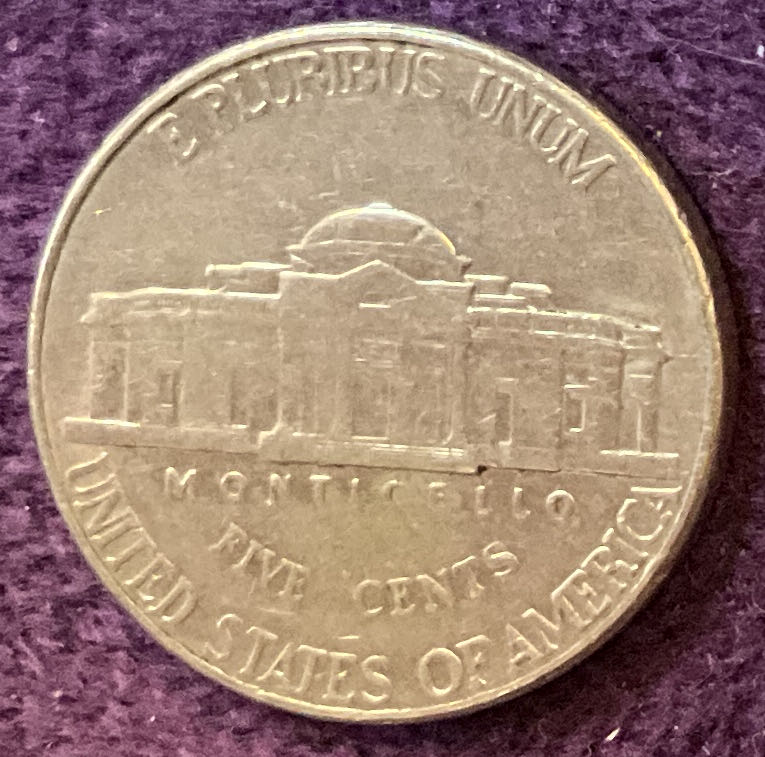 E PLURIBUS UNUM
MONTICELLO
FIVE CENTS
UNITED STATES OF AMERICA